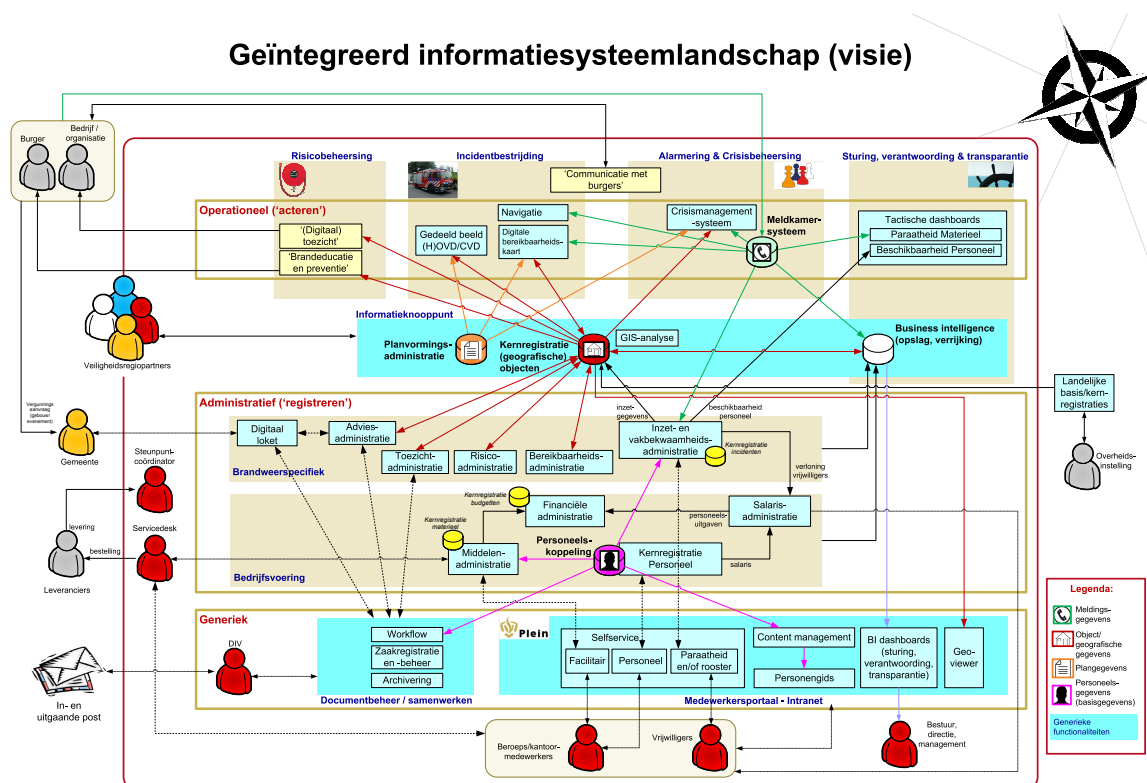 Geïntegreerd informatiesysteemlandschap (visie)
Burger
Bedrijf /
organisatie
Risicobeheersing
Incidentbestrijding
Alarmering & Crisibeheersing
Sturing, verantwoording & transparantie
‘Communicatie met
burgers’
Operationeel (‘acteren’)
Navigatie
Crisismanagement
-systeem
Meldkamer-
systeem
Tactische dashboards
Paraatheid Materieel
Beschikbaarheid Personeel
‘(Digitaal)
toezicht’
Gedeeld beeld
(H)OVD/CVD
Digitale
bereikbaarheids-
kaart
‘Brandeducatie
en preventie’
Informatieknooppunt
Planvormings-
administratie
Kernregistratie
(geografische)
objecten
GIS-analyse
Business intelligence
(opslag, verrijking)
Veiligheidsregiopartners
Landelijke
basis/kern-
registraties
Administratief (‘registreren’)
inzet-
gegevens
beschikbaarheid
personeel
Vergunnings
aanvraag
(gebouw/
evenement)
Gemeente
Digitaal
loket
Advies-
administratie
Toezicht-
administratie
Risico-
administratie
Bereikbaarheids-
administratie
Inzet- en
vakbekwaamheids-
administratie
Kernregistratie
incidenten
Brandweerspecifiek
Overheids-
instelling
Steunpunt-
coördinator
verloning
vrijwilligers
Kernregistratie
budgetten
Financiële
administratie
personeels-
uitgaven
Salaris-
administratie
levering
Servicedesk
Kernregistratie
materieel
Personeels-
koppeling
bestelling
Middelen-
administratie
Kernregistratie
Personeel
salaris
Leveranciers
Bedrijfsvoering
Legenda:
Meldings-
gegevens
Object/
geografische
gegevens
Plangegevens
Personeels-
gegevens
(basisgegevens)
Generieke
functionaliteiten
Generiek
Plein
DIV
Workflow
Zaakregistratie
en -beheer
Archivering
Documentbeheer / samenwerken
Selfservice
Facilitair
Personeel
Paraatheid
en/of rooster
Content management
Personengids
BI dashboards
(sturing,
verantwoording,
transparantie)
Geo-
viewer
Medewerkersportaal - Intranet
In- en
uitgaande post
Beroeps/kantoor-
medewerkers
Vrijwilligers
Bestuur,
directie,
management